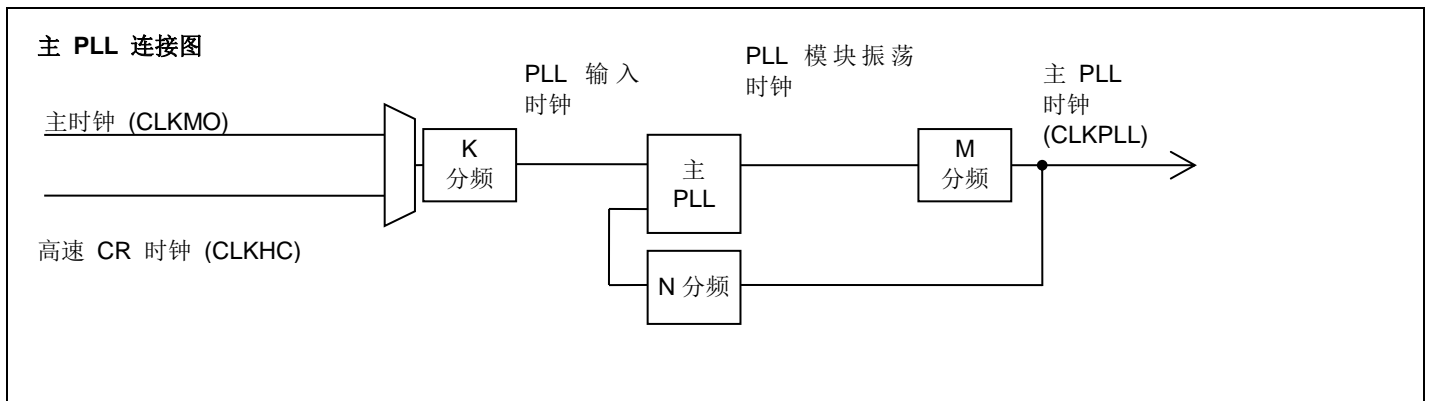 主 PLL 连接图
PLL 输入
时钟
PLL 模块振荡
时钟
主 PLL
时钟
(CLKPLL)
主时钟 (CLKMO)
K
分频
主
PLL
M
分频
高速 CR 时钟 (CLKHC)
N 分频